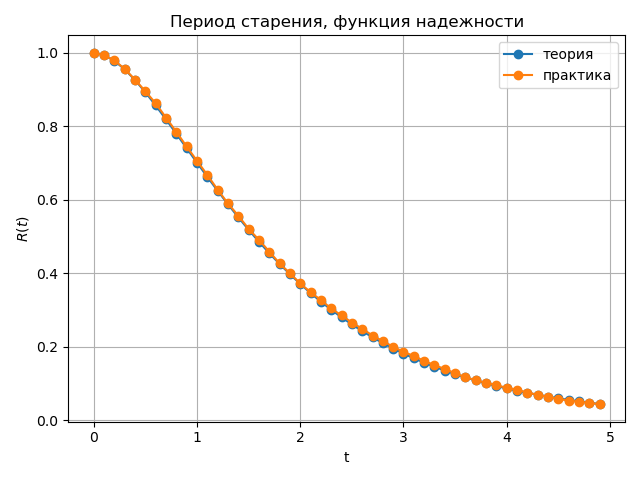 Период старения, функция надежности
теория
практика
1.0
0.8
0.6
0.4
0.2
0.0
R(t)
0 1 2 3 4 5
t